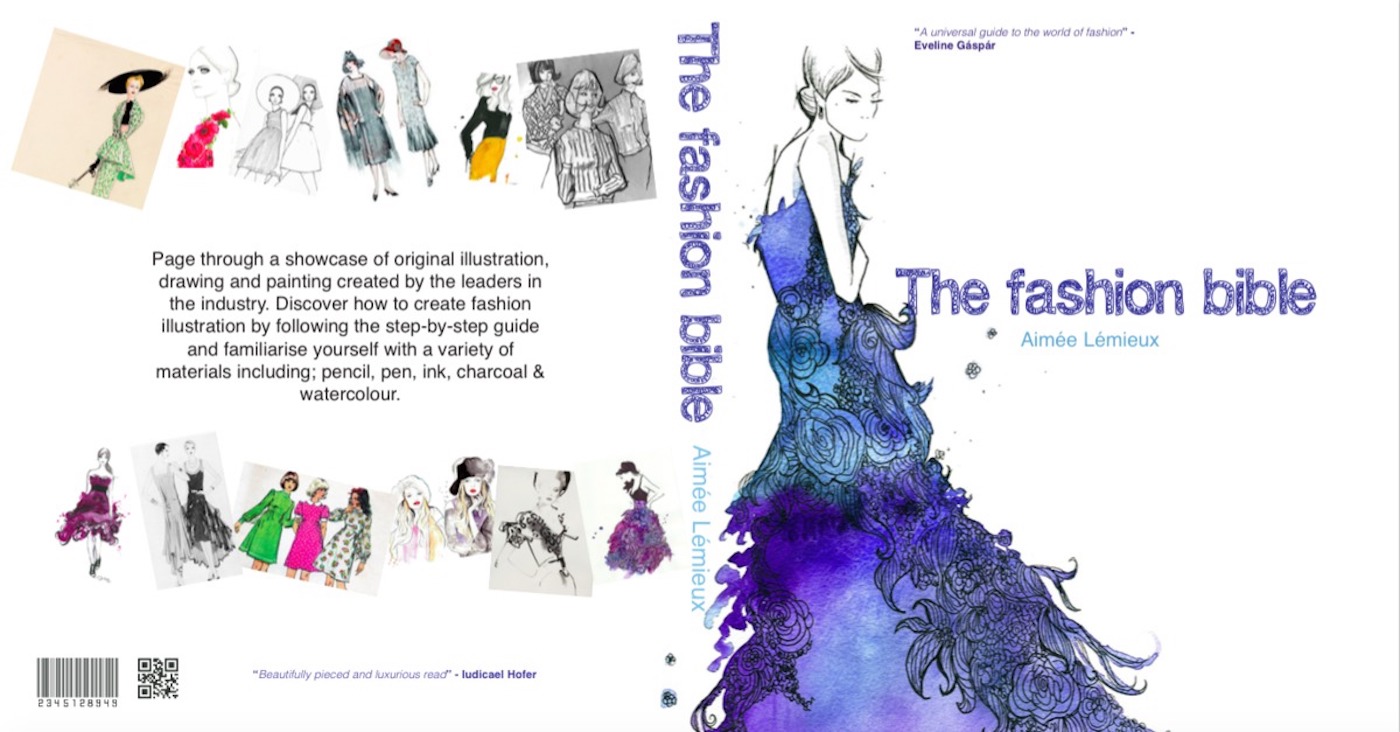 Page through a showcase of original illustration,
drawing and painting created by the leaders in
the industry. Discover how to create fashion
illustration by following the step-by-step guide
and familiarise yourself with a variety of
materials including; pencil, pen, ink, charcoal &
watercolour.
2345128949
“Beautifully pieced and luxurious read” - Iudicael Hofer
The fashion bible
Aimée Lémieux
“A universal guide to the world of fashion” -
Eveline Gáspár
The fashion bible
Aimée Lémieux